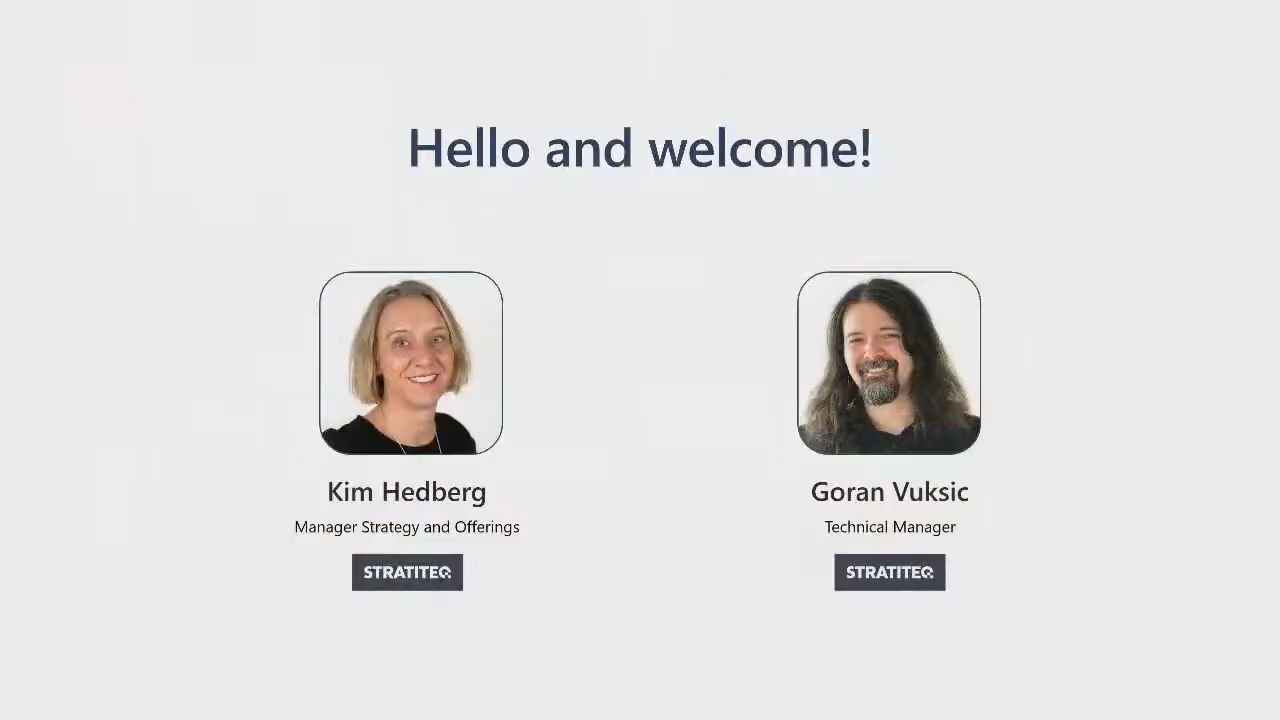 Hello and welcome!
Kim Hedberg
Manager Strategy and Offerings
STRATITEQ
Goran Vuksic
Technical Manager
STRATITEQ